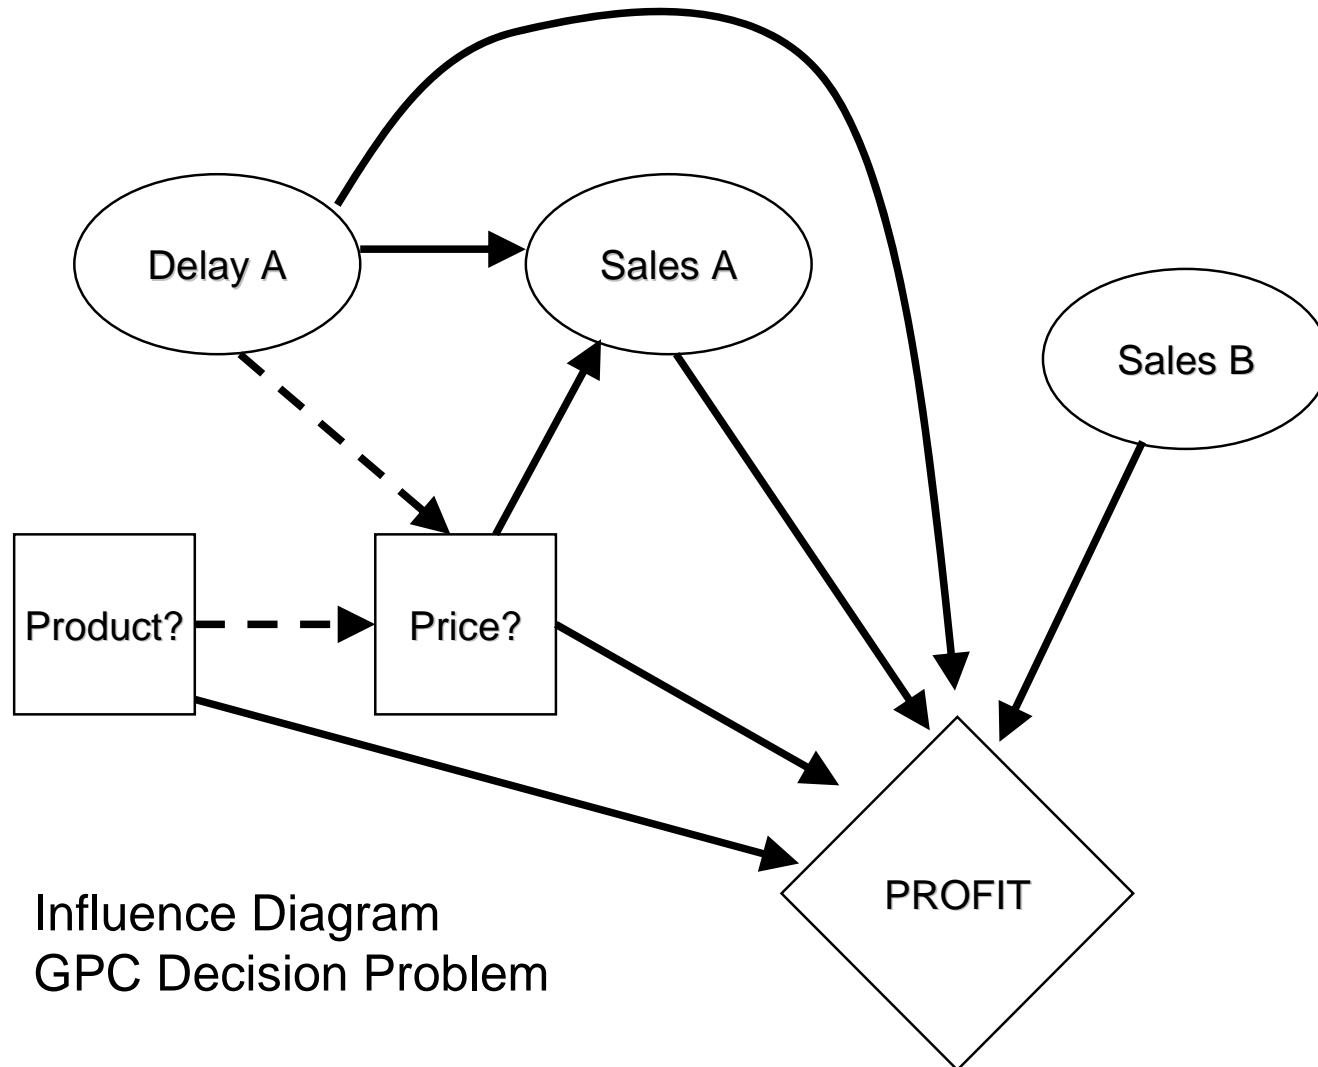 Delay A
Sales A
Sales B
Product?
Price?
PROFIT
Influence Diagram
GPC Decision Problem